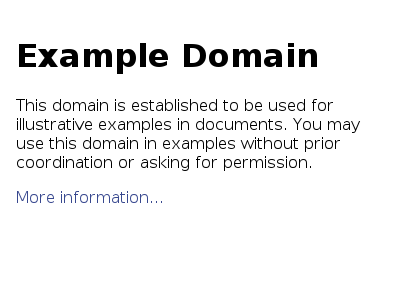 Example Domain
This domain is established to be used for
illustrative examples in documents. You may
use this domain in examples without prior
coordination or asking for permission.
More information...